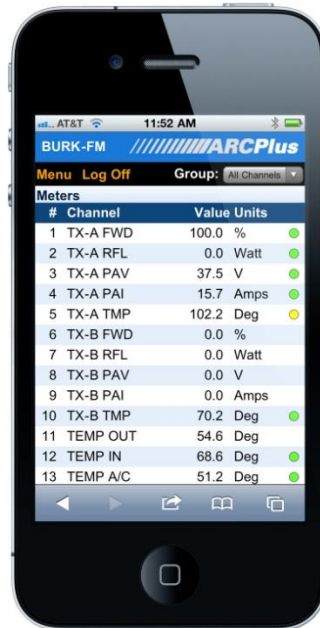 AT&T 11:52 AM
BURK-FM ARCPlus
Menu Log Off Group: All Channels
Meters
# Channel Value Units
1 TX-A FWD 100.0 %
2 TX-A RFL 0.0 Watt
3 TX-A PAV 37.5 V
4 TX-A PAI 15.7 Amps
5 TX-A TMP 102.2 Deg
6 TX-B FWD 0.0 %
7 TX-B RFL 0.0 Watt
8 TX-B PAV 0.0 V
9 TX-B PAI 0.0 Amps
10 TX-B TMP 70.2 Deg
11 TEMP OUT 54.6 Deg
12 TEMP IN 68.6 Deg
13 TEMP A/C 51.2 Deg